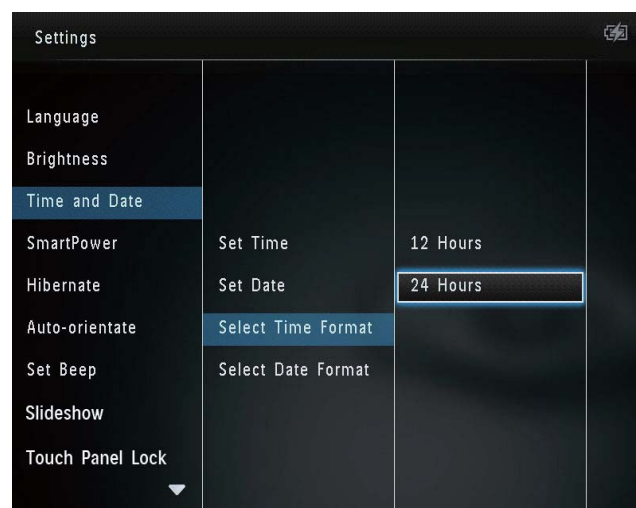 Settings
Language
Brightness
Time and Date
SmartPower
Hibernate
Auto-orientate
Set Beep
Slideshow
Touch Panel Lock
Set Time
Set Date
Select Time Format
Select Date Format
12 Hours
24 Hours